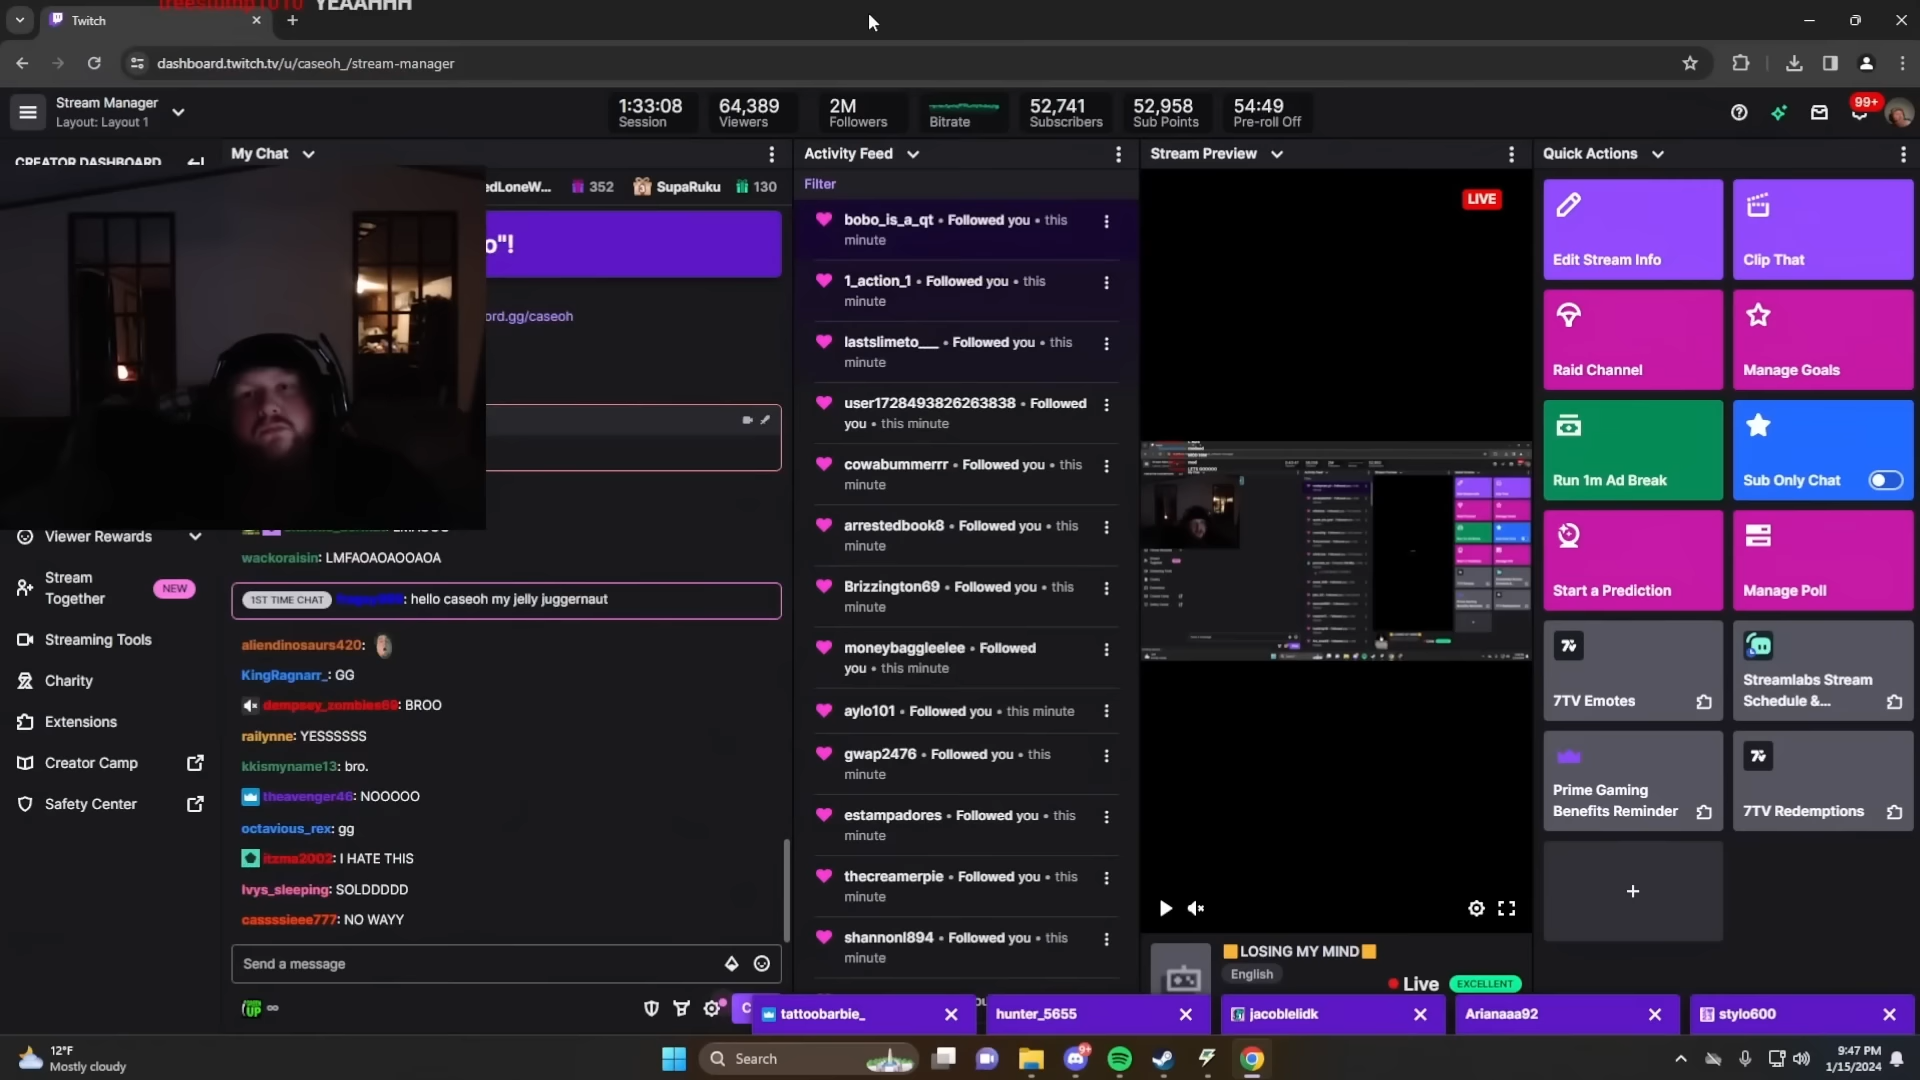 YEAAHHH
Twitch
dashboard.twitch.tv/u/caseoh_/stream-manager
Stream Manager
Layout: Layout 1
1:33:08
Session
64,389
Viewers
2M
Followers
Bitrate
52,741
Subscribers
52,958
Sub Points
54:49
Pre-roll Off
99+
CREATOR DASHBOARD
Viewer Rewards
Stream Together
NEW
Streaming Tools
Charity
Extensions
Creator Camp
Safety Center
My Chat
edLoneW... 352 SupaRuku 130
o"!
ord.gg/caseoh
wackoraisin: LMFAOAOAOOAOA
1ST TIME CHAT : hello caseoh my jelly juggernaut
aliendinosaurs420:
KingRagnarr_: GG
dempsey_zombies69: BROO
railynne: YESSSSSS
kkismyname13: bro.
theavenger46: NOOOOO
octavious_rex: gg
itzma2002: I HATE THIS
lvys_sleeping: SOLDDDDD
cassssieee777: NO WAYY
Send a message
Activity Feed
Filter
bobo_is_a_qt • Followed you • this
minute
1_action_1 • Followed you • this
minute
lastslimeto___ • Followed you • this
minute
user1728493826263838 • Followed
you • this minute
cowabummerrr • Followed you • this
minute
arrestedbook8 • Followed you • this
minute
Brizzington69 • Followed you • this
minute
moneybaggleelee • Followed
you • this minute
aylo101 • Followed you • this minute
gwap2476 • Followed you • this
minute
estampadores • Followed you • this
minute
thecreamerpie • Followed you • this
minute
shannonl894 • Followed you • this
minute
Stream Preview
LIVE
LOSING MY MIND
English
Live
EXCELLENT
Quick Actions
Edit Stream Info
Clip That
Raid Channel
Manage Goals
Run 1m Ad Break
Sub Only Chat
Start a Prediction
Manage Poll
7TV Emotes
Streamlabs Stream
Schedule &...
Prime Gaming
Benefits Reminder
7TV Redemptions
+
tattoobarbie_
hunter_5655
jacoblelidk
Arianaaa92
stylo600
12°F
Mostly cloudy
Search
9+
9:47 PM
1/15/2024